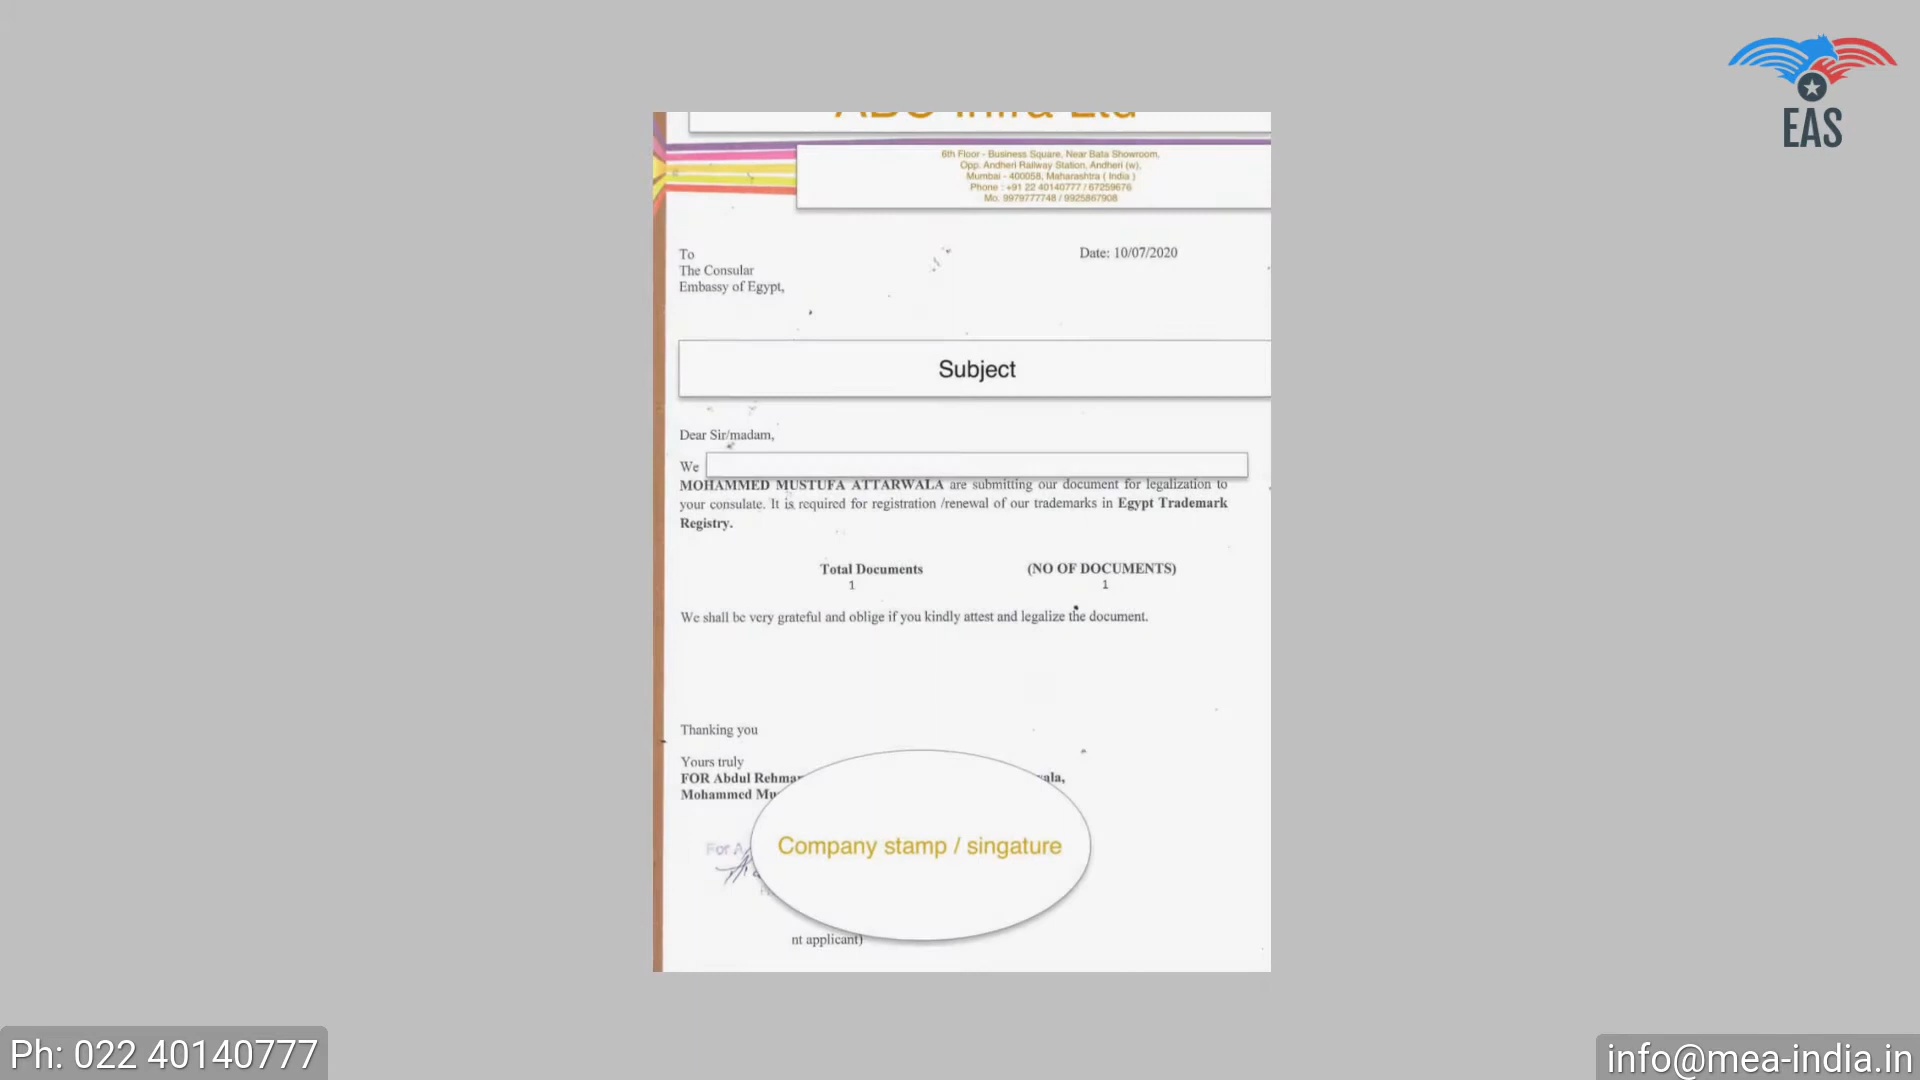 EAS
6th Floor - Business Square, Near Bata Showroom,
Opp. Andheri Railway Station, Andheri (w),
Mumbai - 400058, Maharashtra ( India )
Phone : +91 22 40140777 / 67259676
Mo. 9979777748 / 9925867908
To
Date: 10/07/2020
The Consular
Embassy of Egypt,
Subject
Dear Sir/madam,
We
MOHAMMED MUSTUFA ATTARWALA are submitting our document for legalization to
your consulate. It is required for registration /renewal of our trademarks in Egypt Trademark
Registry.
Total Documents (NO OF DOCUMENTS)
1 1
We shall be very grateful and oblige if you kindly attest and legalize the document.
Thanking you
Yours truly
FOR Abdul
Mohammed
Company stamp / singature
For
applicant)
Ph: 022 40140777
info@mea-india.in